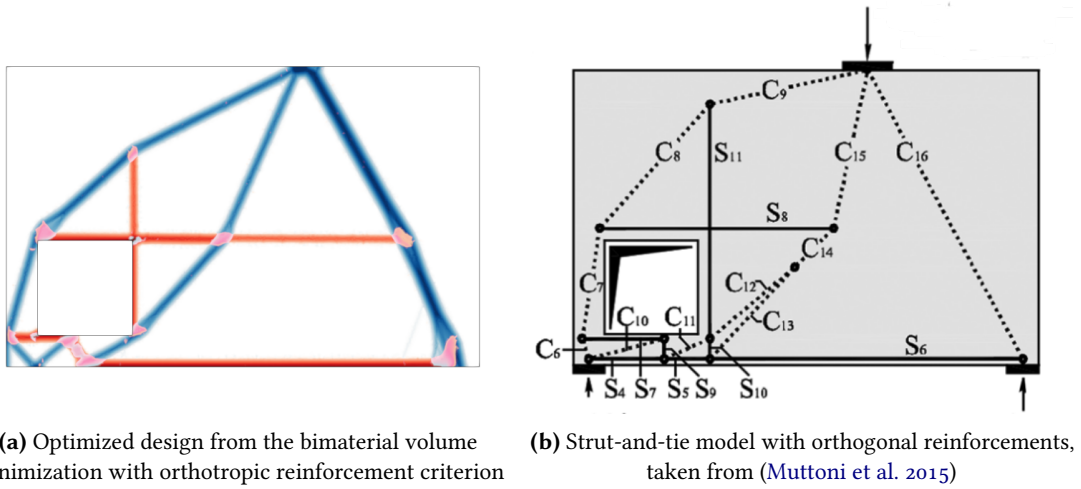 C9
C8
S11
C15
C16
S8
C14
C7
C12
C10
C11
C13
C6
S6
S4
S7
S5
S9
S10
(a) Optimized design from the bimaterial volume
nimization with orthotropic reinforcement criterion
(b) Strut-and-tie model with orthogonal reinforcements,
taken from (Muttoni et al. 2015)